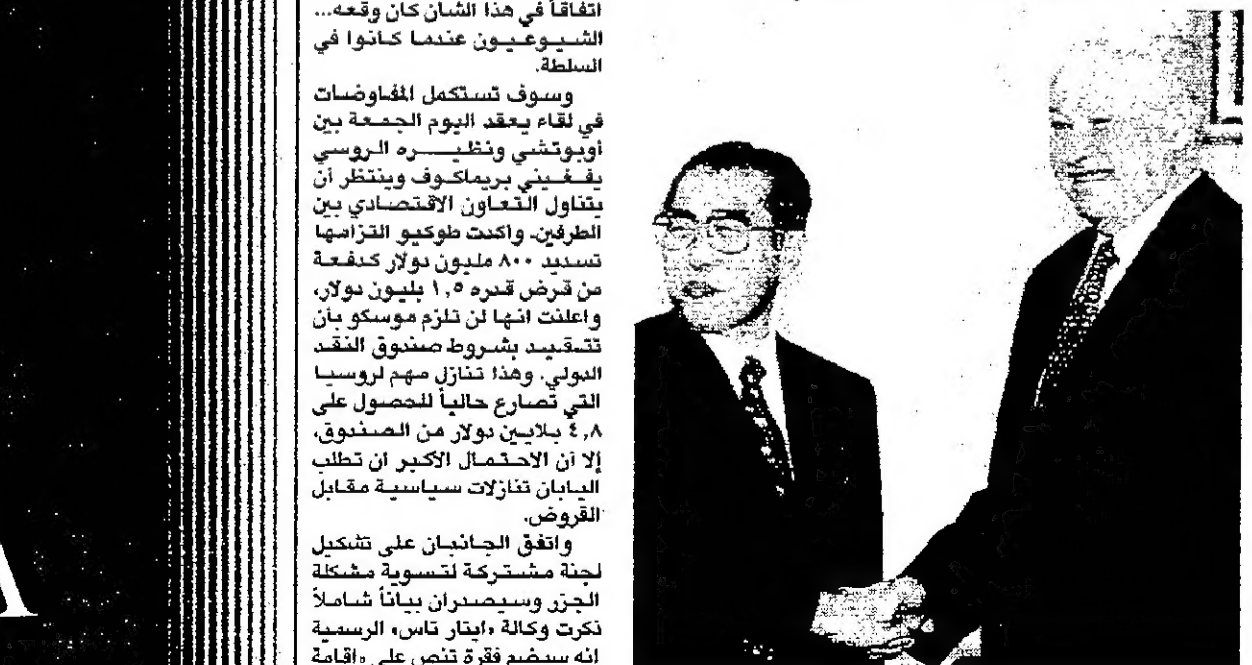 اتفاقاً في هذا الشأن كان وقعه...
الشيوعيون عندما كانوا في
السلطة.
وسوف تستكمل المفاوضات
في لقاء يعقد اليوم الجمعة بين
أوبوتشي ونظيره الروسي
يفغيني بريماكوف وينتظر أن
يتناول التعاون الاقتصادي بين
الطرفين. واكدت طوكيو التزامها
تسديد ٨٠٠ مليون دولار كدفعة
من قرض قدره ١,٥ بليون دولار،
واعلنت انها لن تلزم موسكو بأن
تتقيد بشروط صندوق النقد
الدولي. وهذا تنازل مهم لروسيا
التي تصارع حالياً للحصول على
٤,٨ بلايين دولار من الصندوق،
إلا أن الاحتمال الأكبر ان تطلب
اليابان تنازلات سياسية مقابل
القروض.
واتفق الجانبان على تشكيل
لجنة مشتركة لتسوية مشكلة
الجزر وسيصدران بياناً شاملاً
ذكرت وكالة «ايتار تاس» الرسمية
انه سيضم فقرة تنص على «اقامة